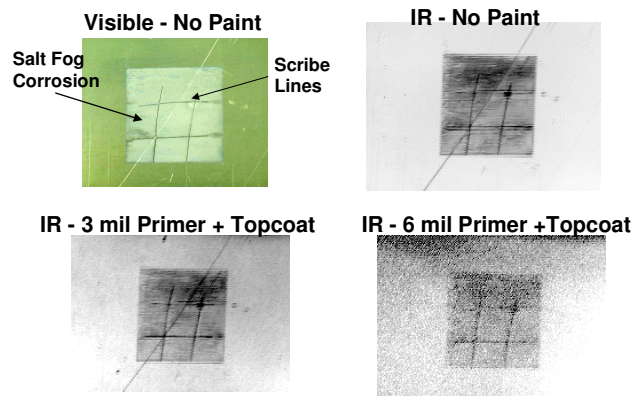 Visible - No Paint
IR - No Paint
Salt Fog
Corrosion
Scribe
Lines
IR - 3 mil Primer + Topcoat
IR - 6 mil Primer +Topcoat